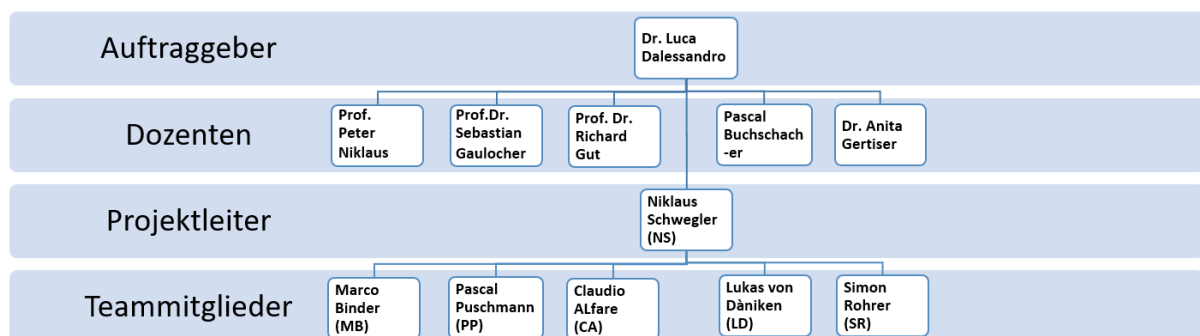 Auftraggeber
Dr. Luca
Dalessandro
Dozenten
Prof.
Peter
Niklaus
Prof.Dr.
Sebastian
Gaulocher
Prof. Dr.
Richard
Gut
Pascal
Buchschach
-er
Dr. Anita
Gertiser
Projektleiter
Niklaus
Schwegler
(NS)
Teammitglieder
Marco
Binder
(MB)
Pascal
Puschmann
(PP)
Claudio
ALfare
(CA)
Lukas von
Dàniken
(LD)
Simon
Rohrer
(SR)